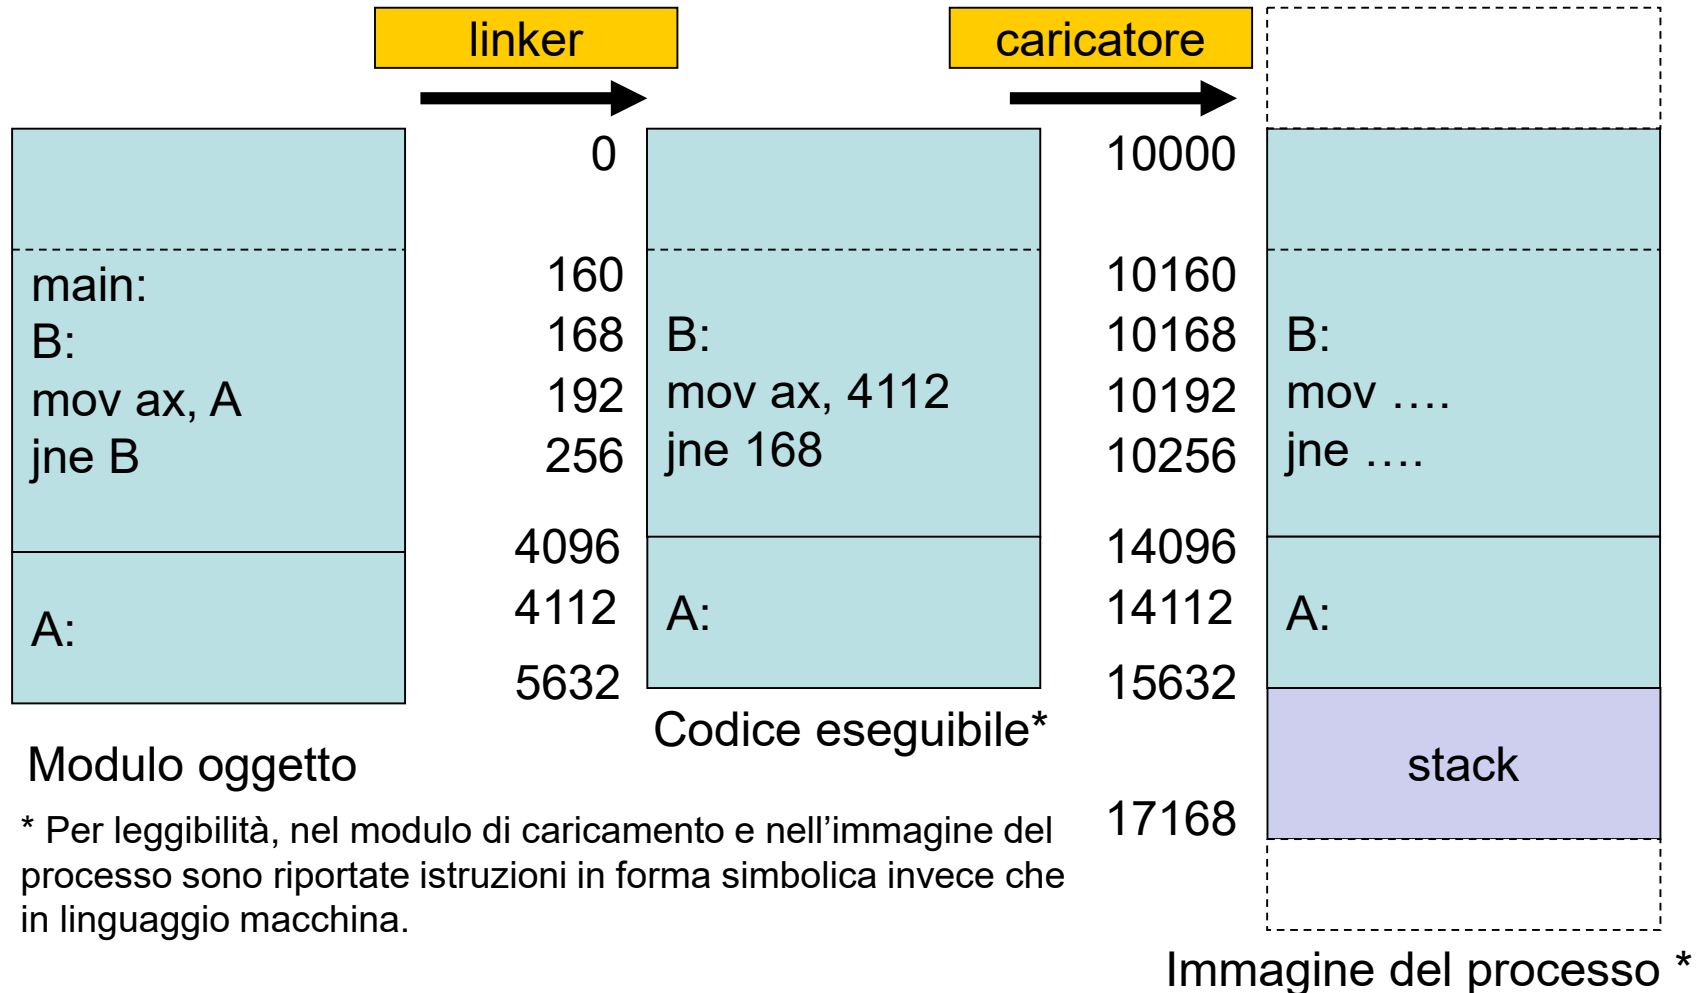 linker
caricatore
main:
B:
mov ax, A
jne B
A:
Modulo oggetto
0
160
168
192
256
4096
4112
5632
B:
mov ax, 4112
jne 168
A:
Codice eseguibile*
10000
10160
10168
10192
10256
14096
14112
15632
17168
B:
mov ....
jne ....
A:
stack
Immagine del processo *
* Per leggibilità, nel modulo di caricamento e nell’immagine del
processo sono riportate istruzioni in forma simbolica invece che
in linguaggio macchina.